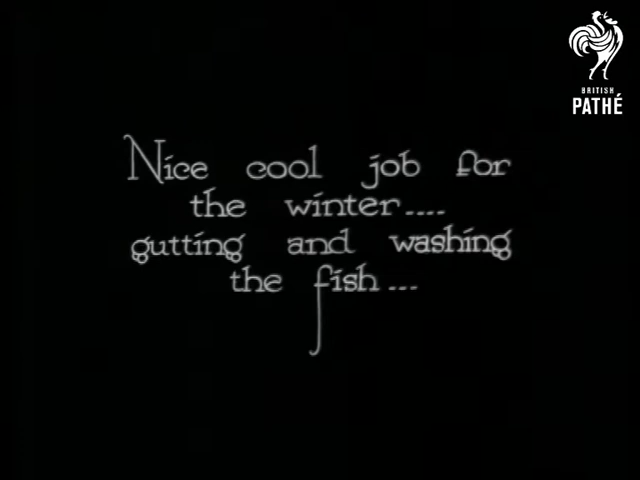 BRITISH
PATHÉ
Nice cool job for
the winter....
gutting and washing
the fish...